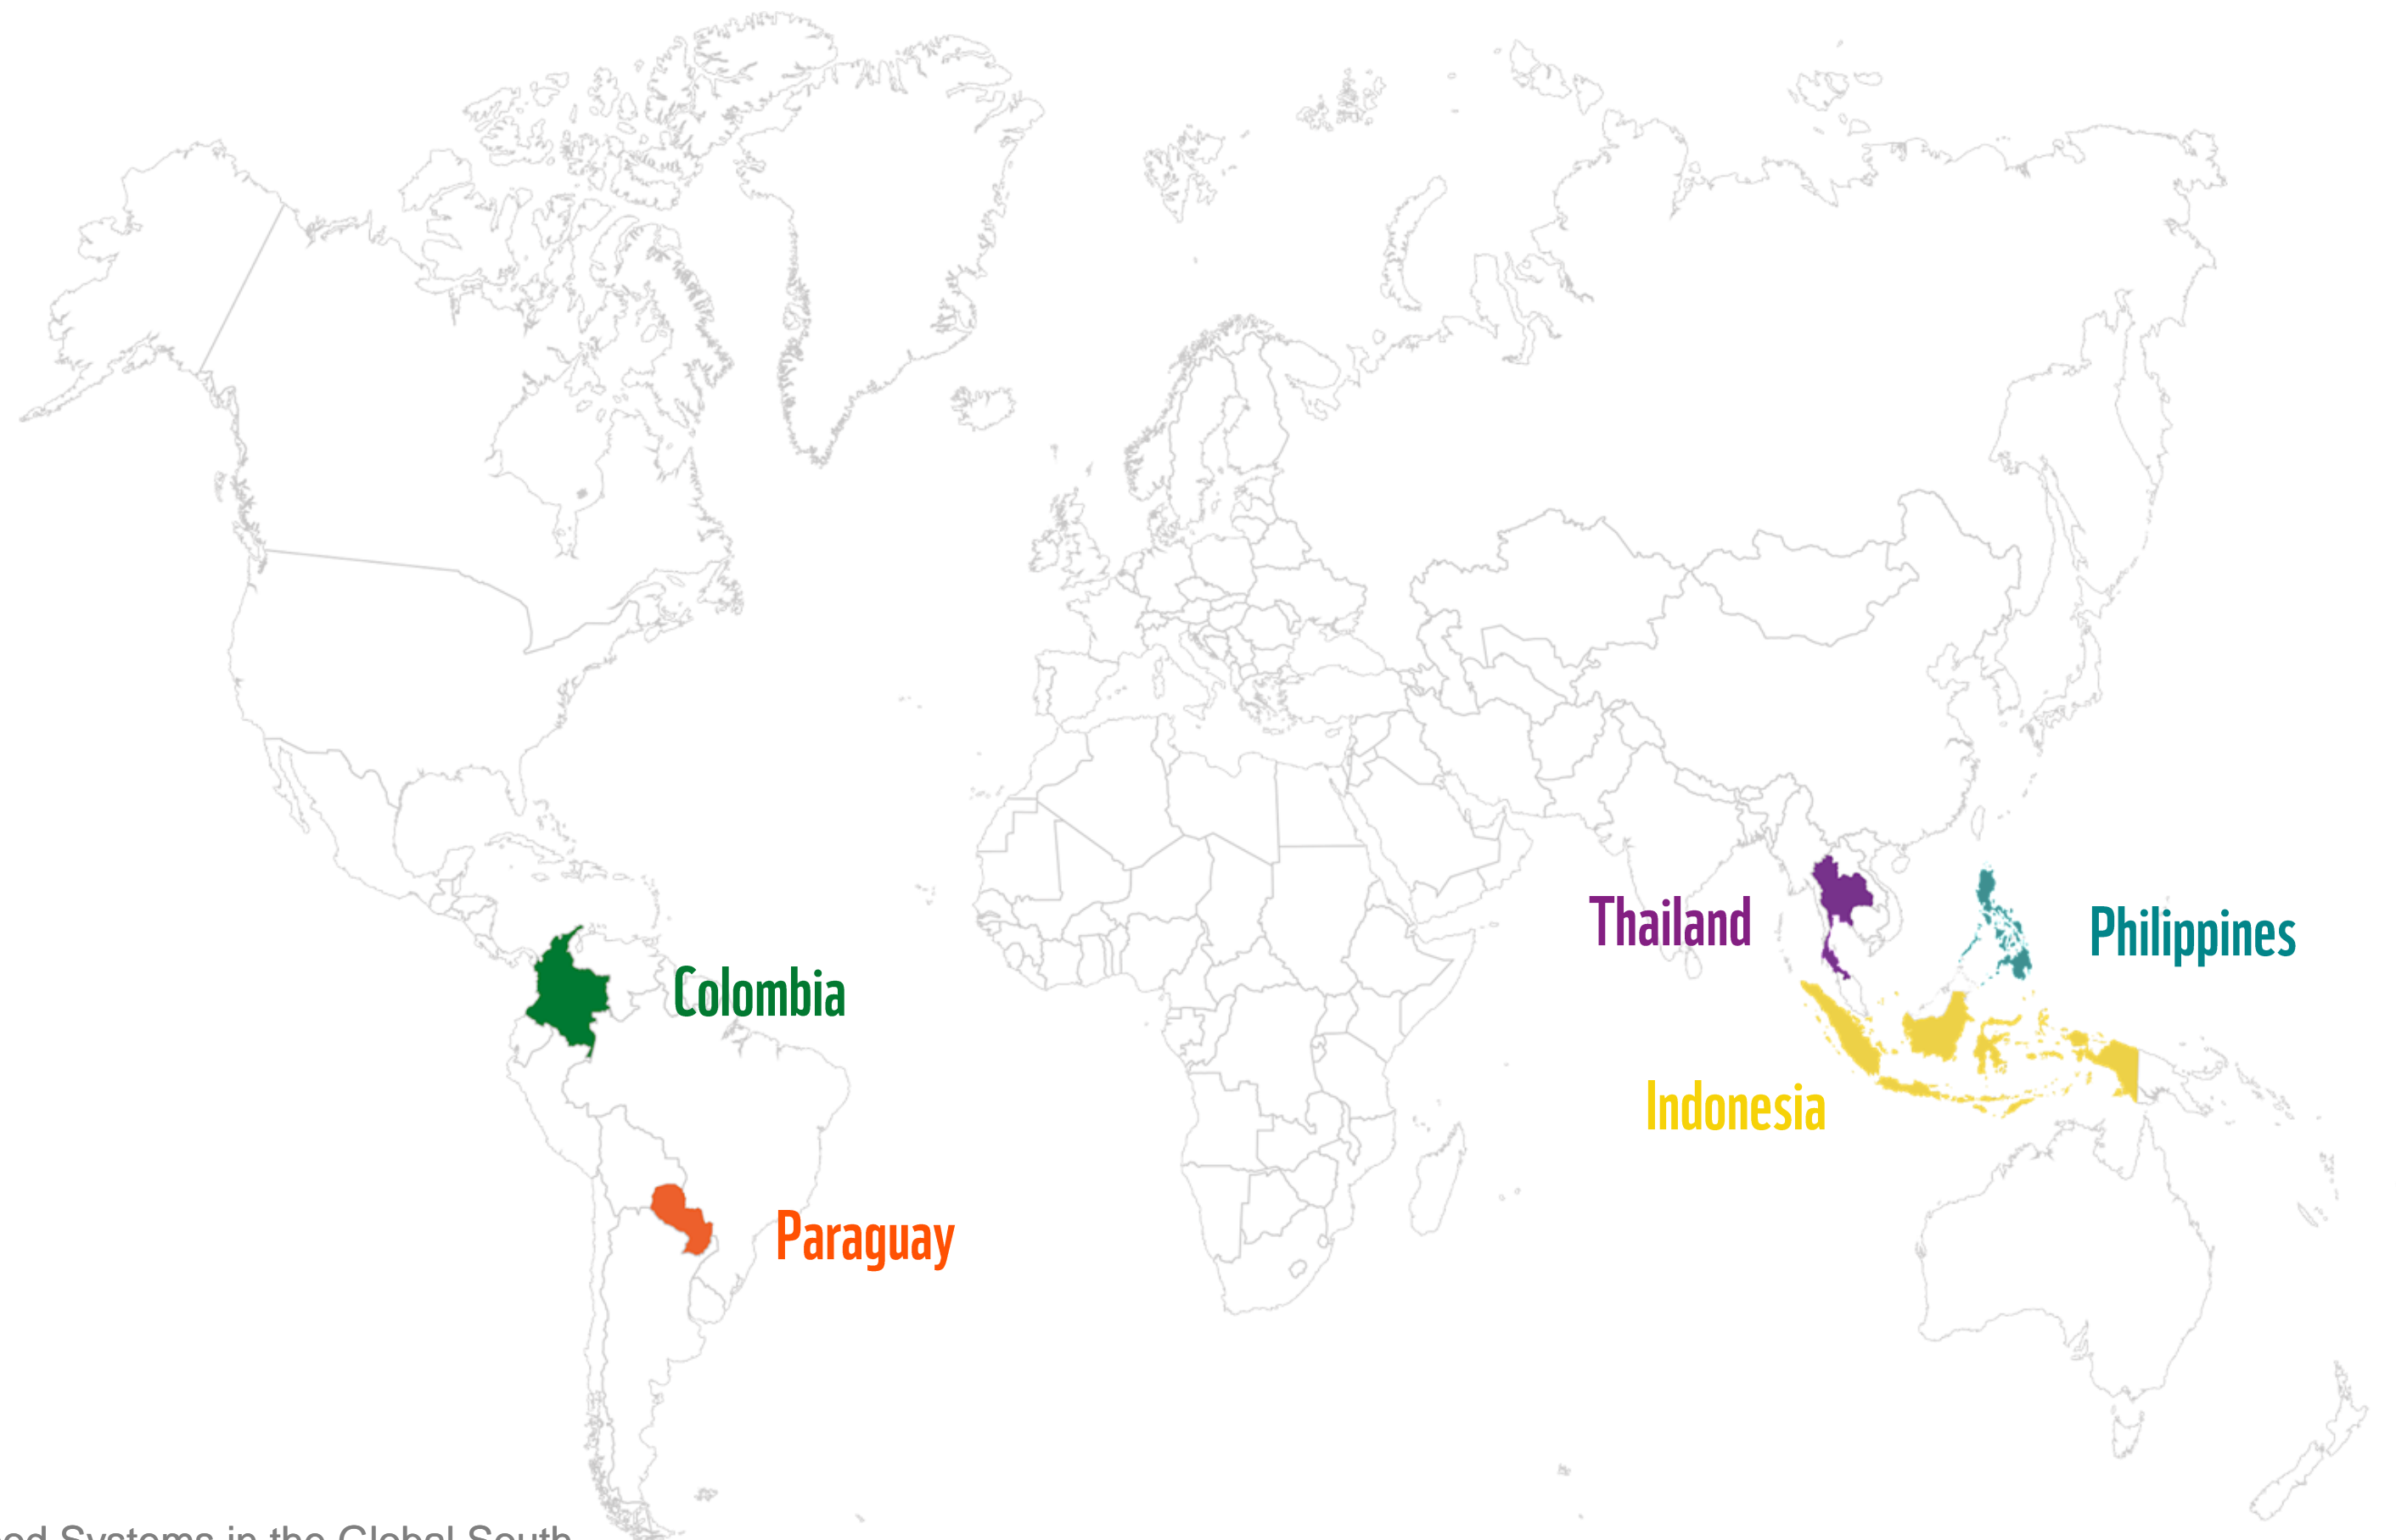 Thailand
Philippines
Colombia
Indonesia
Paraguay
Systems in the Global South